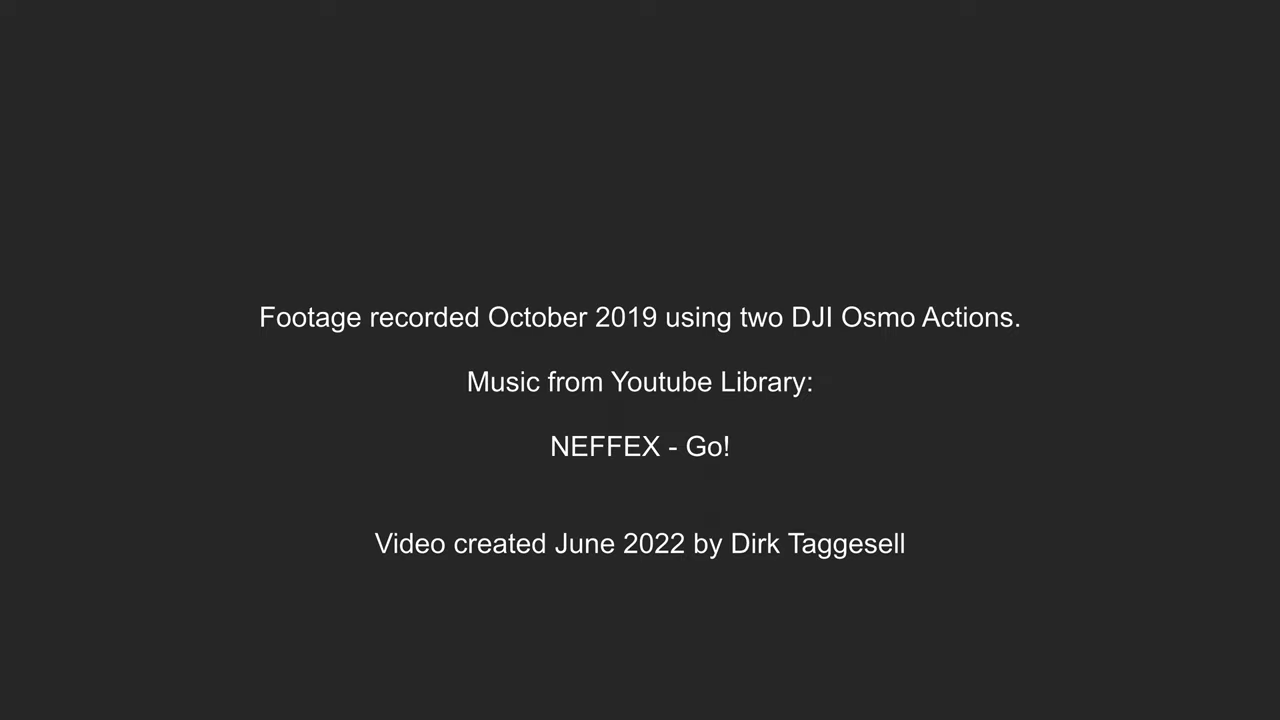 Footage recorded October 2019 using two DJI Osmo Actions.
Music from Youtube Library:
NEFFEX - Go!
Video created June 2022 by Dirk Taggesell